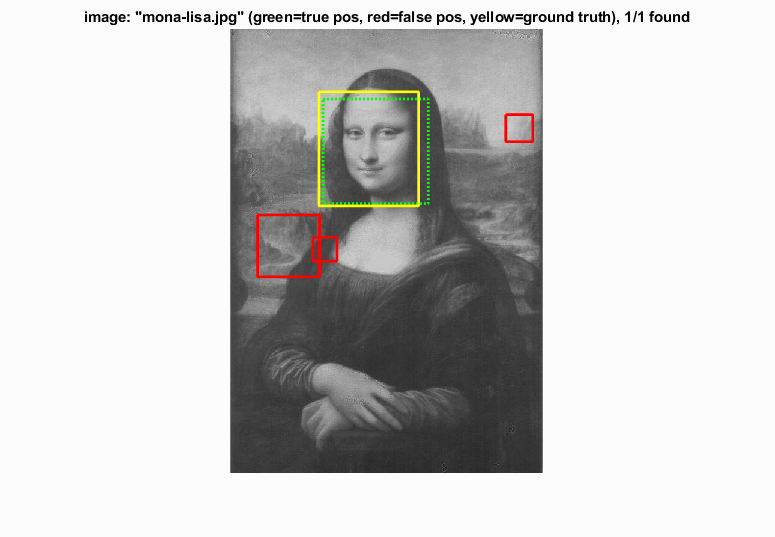 image: "mona-lisa.jpg" (green=true pos, red=false pos, yellow=ground truth), 1/1 found